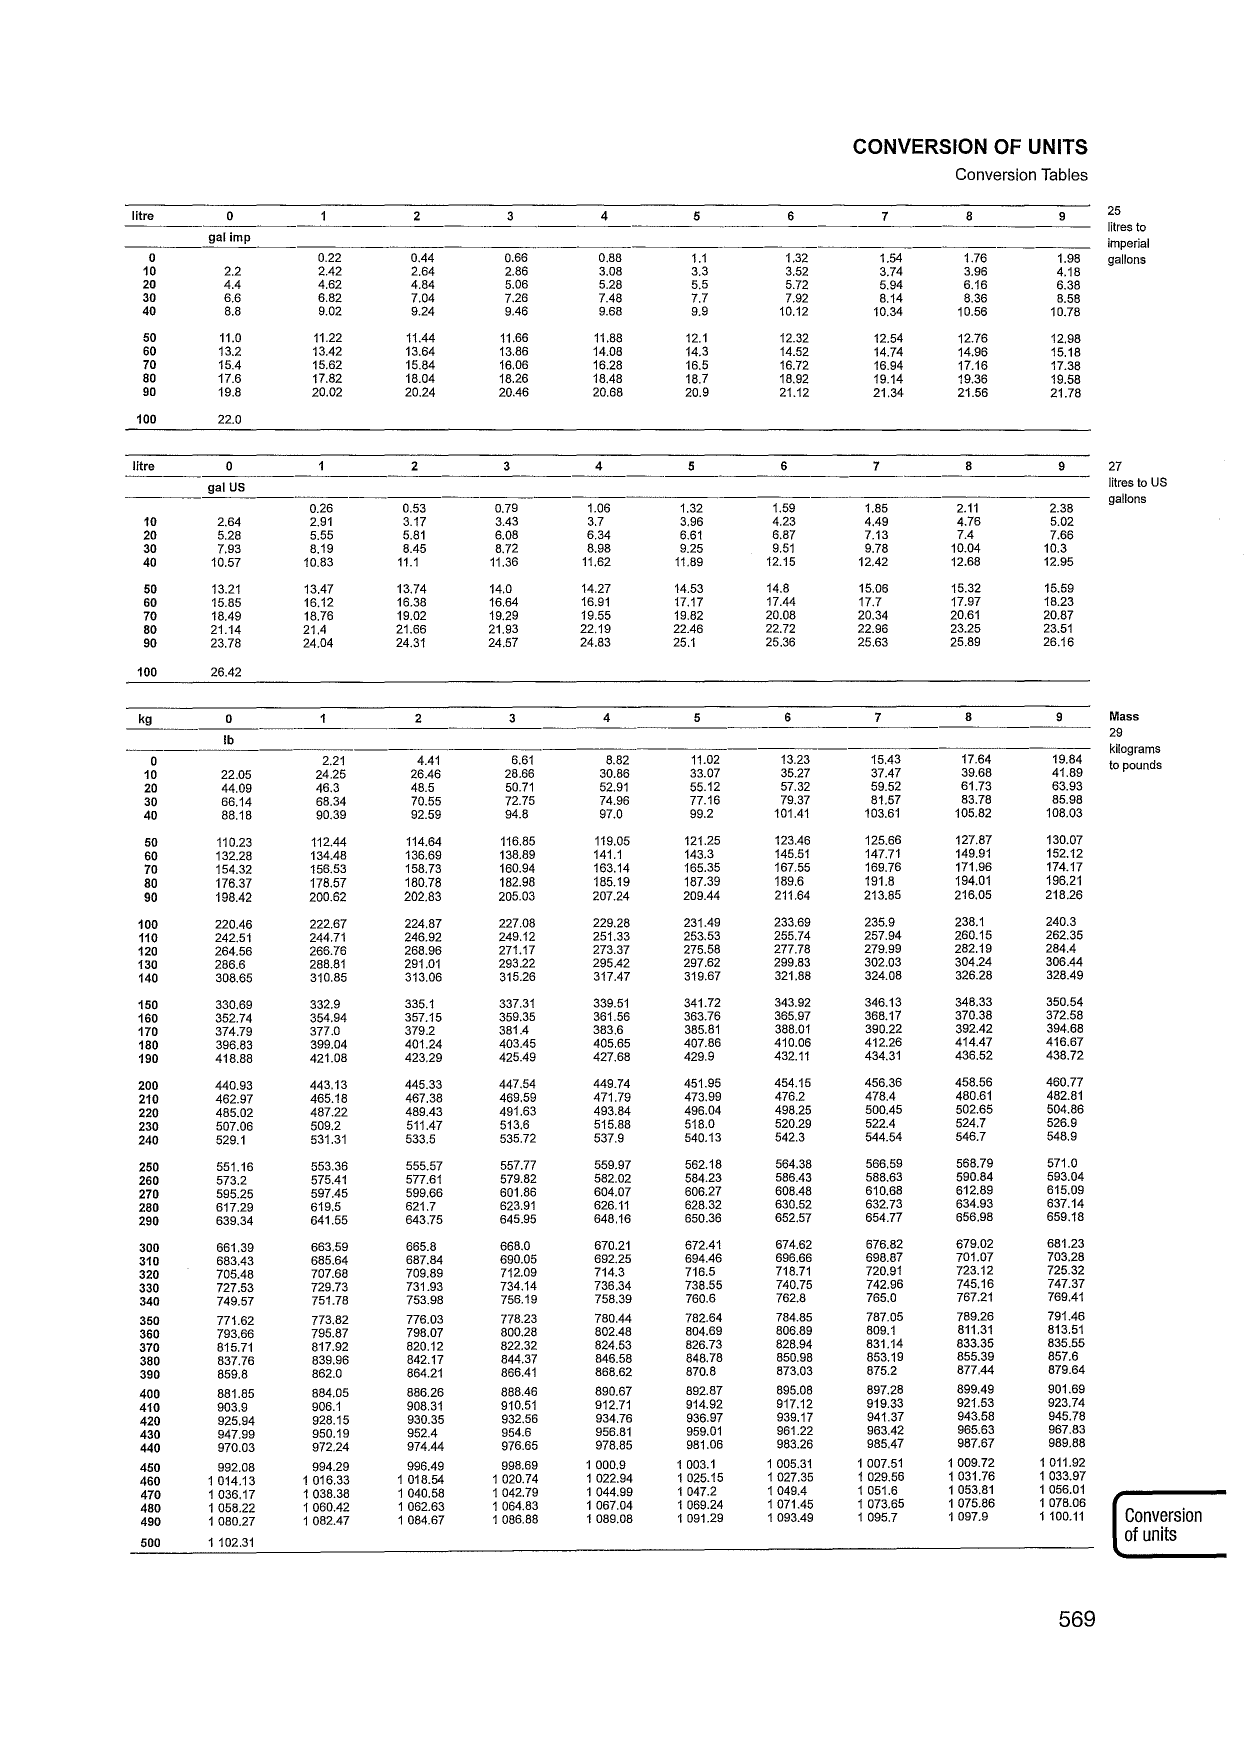 CONVERSION OF UNITS
Conversion Tables
litre 0 1 2 3 4 5 6 7 8 9
gal imp
0 0.22 0.44 0.66 0.88 1.1 1.32 1.54 1.76 1.98
10 2.2 2.42 2.64 2.86 3.08 3.3 3.52 3.74 3.96 4.18
20 4.4 4.62 4.84 5.06 5.28 5.5 5.72 5.94 6.16 6.38
30 6.6 6.82 7.04 7.26 7.48 7.7 7.92 8.14 8.36 8.58
40 8.8 9.02 9.24 9.46 9.68 9.9 10.12 10.34 10.56 10.78
50 11.0 11.22 11.44 11.66 11.88 12.1 12.32 12.54 12.76 12.98
60 13.2 13.42 13.64 13.86 14.08 14.3 14.52 14.74 14.96 15.18
70 15.4 15.62 15.84 16.06 16.28 16.5 16.72 16.94 17.16 17.38
80 17.6 17.82 18.04 18.26 18.48 18.7 18.92 19.14 19.36 19.58
90 19.8 20.02 20.24 20.46 20.68 20.9 21.12 21.34 21.56 21.78
100 22.0
25
litres to
imperial
gallons
litre 0 1 2 3 4 5 6 7 8 9
gal US
0.26 0.53 0.79 1.06 1.32 1.59 1.85 2.11 2.38
10 2.64 2.91 3.17 3.43 3.7 3.96 4.23 4.49 4.76 5.02
20 5.28 5.55 5.81 6.08 6.34 6.61 6.87 7.13 7.4 7.66
30 7.93 8.19 8.45 8.72 8.98 9.25 9.51 9.78 10.04 10.3
40 10.57 10.83 11.1 11.36 11.62 11.89 12.15 12.42 12.68 12.95
50 13.21 13.47 13.74 14.0 14.27 14.53 14.8 15.06 15.32 15.59
60 15.85 16.12 16.38 16.64 16.91 17.17 17.44 17.7 17.97 18.23
70 18.49 18.76 19.02 19.29 19.55 19.82 20.08 20.34 20.61 20.87
80 21.14 21.4 21.66 21.93 22.19 22.46 22.72 22.96 23.25 23.51
90 23.78 24.04 24.31 24.57 24.83 25.1 25.36 25.63 25.89 26.16
100 26.42
27
litres to US
gallons
kg 0 1 2 3 4 5 6 7 8 9
lb
0 2.21 4.41 6.61 8.82 11.02 13.23 15.43 17.64 19.84
10 22.05 24.25 26.46 28.66 30.86 33.07 35.27 37.47 39.68 41.89
20 44.09 46.3 48.5 50.71 52.91 55.12 57.32 59.52 61.73 63.93
30 66.14 68.34 70.55 72.75 74.96 77.16 79.37 81.57 83.78 85.98
40 88.18 90.39 92.59 94.8 97.0 99.2 101.41 103.61 105.82 108.03
50 110.23 112.44 114.64 116.85 119.05 121.25 123.46 125.66 127.87 130.07
60 132.28 134.48 136.69 138.89 141.1 143.3 145.51 147.71 149.91 152.12
70 154.32 156.53 158.73 160.94 163.14 165.35 167.55 169.76 171.96 174.17
80 176.37 178.57 180.78 182.98 185.19 187.39 189.6 191.8 194.01 196.21
90 198.42 200.62 202.83 205.03 207.24 209.44 211.64 213.85 216.05 218.26
100 220.46 222.67 224.87 227.08 229.28 231.49 233.69 235.9 238.1 240.3
110 242.51 244.71 246.92 249.12 251.33 253.53 255.74 257.94 260.15 262.35
120 264.56 266.76 268.96 271.17 273.37 275.58 277.78 279.99 282.19 284.4
130 286.6 288.81 291.01 293.22 295.42 297.62 299.83 302.03 304.24 306.44
140 308.65 310.85 313.06 315.26 317.47 319.67 321.88 324.08 326.28 328.49
150 330.69 332.9 335.1 337.31 339.51 341.72 343.92 346.13 348.33 350.54
160 352.74 354.94 357.15 359.35 361.56 363.76 365.97 368.17 370.38 372.58
170 374.79 377.0 379.2 381.4 383.6 385.81 388.01 390.22 392.42 394.68
180 396.83 399.04 401.24 403.45 405.65 407.86 410.06 412.26 414.47 416.67
190 418.88 421.08 423.29 425.49 427.68 429.9 432.11 434.31 436.52 438.72
200 440.93 443.13 445.33 447.54 449.74 451.95 454.15 456.36 458.56 460.77
210 462.97 465.18 467.38 469.59 471.79 473.99 476.2 478.4 480.61 482.81
220 485.02 487.22 489.43 491.63 493.84 496.04 498.25 500.45 502.65 504.86
230 507.06 509.2 511.47 513.6 515.88 518.0 520.29 522.4 524.7 526.9
240 529.1 531.31 533.5 535.72 537.9 540.13 542.3 544.54 546.7 548.9
250 551.16 553.36 555.57 557.77 559.97 562.18 564.38 566.59 568.79 571.0
260 573.2 575.41 577.61 579.82 582.02 584.23 586.43 588.63 590.84 593.04
270 595.25 597.45 599.66 601.86 604.07 606.27 608.48 610.68 612.89 615.09
280 617.29 619.5 621.7 623.91 626.11 628.32 630.52 632.73 634.93 637.14
290 639.34 641.55 643.75 645.95 648.16 650.36 652.57 654.77 656.98 659.18
300 661.39 663.59 665.8 668.0 670.21 672.41 674.62 676.82 679.02 681.23
310 683.43 685.64 687.84 690.05 692.25 694.46 696.66 698.87 701.07 703.28
320 705.48 707.68 709.89 712.09 714.3 716.5 718.71 720.91 723.12 725.32
330 727.53 729.73 731.93 734.14 736.34 738.55 740.75 742.96 745.16 747.37
340 749.57 751.78 753.98 756.19 758.39 760.6 762.8 765.0 767.21 769.41
350 771.62 773.82 776.03 778.23 780.44 782.64 784.85 787.05 789.26 791.46
360 793.66 795.87 798.07 800.28 802.48 804.69 806.89 809.1 811.31 813.51
370 815.71 817.92 820.12 822.32 824.53 826.73 828.94 831.14 833.35 835.55
380 837.76 839.96 842.17 844.37 846.58 848.78 850.98 853.19 855.39 857.6
390 859.8 862.0 864.21 866.41 868.62 870.8 873.03 875.2 877.44 879.64
400 881.85 884.05 886.26 888.46 890.67 892.87 895.08 897.28 899.49 901.69
410 903.9 906.1 908.31 910.51 912.71 914.92 917.12 919.33 921.53 923.74
420 925.94 928.15 930.35 932.56 934.76 936.97 939.17 941.37 943.58 945.78
430 947.99 950.19 952.4 954.6 956.81 959.01 961.22 963.42 965.63 967.83
440 970.03 972.24 974.44 976.65 978.85 981.06 983.26 985.47 987.67 989.88
450 992.08 994.29 996.49 998.69 1 000.9 1 003.1 1 005.31 1 007.51 1 009.72 1 011.92
460 1 014.13 1 016.33 1 018.54 1 020.74 1 022.94 1 025.15 1 027.35 1 029.56 1 031.76 1 033.97
470 1 036.17 1 038.38 1 040.58 1 042.79 1 044.99 1 047.2 1 049.4 1 051.6 1 053.81 1 056.01
480 1 058.22 1 060.42 1 062.63 1 064.83 1 067.04 1 069.24 1 071.45 1 073.65 1 075.86 1 078.06
490 1 080.27 1 082.47 1 084.67 1 086.88 1 089.08 1 091.29 1 093.49 1 095.7 1 097.9 1 100.11
500 1 102.31
Mass
29
kilograms
to pounds
Conversion
of units
569